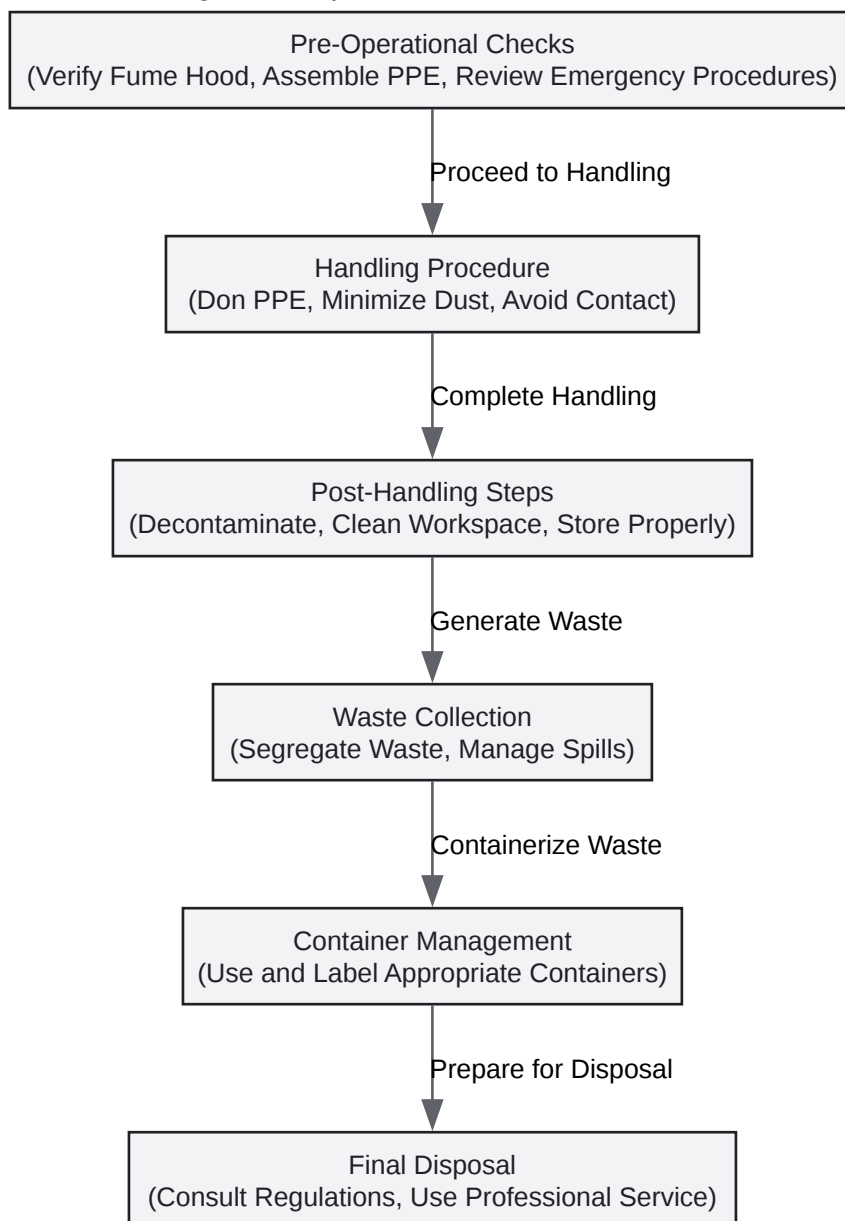 Pre-Operational Checks
(Verify Fume Hood, Assemble PPE, Review Emergency Procedures)
Proceed to Handling
Handling Procedure
(Don PPE, Minimize Dust, Avoid Contact)
Complete Handling
Post-Handling Steps
(Decontaminate, Clean Workspace, Store Properly)
Generate Waste
Waste Collection
(Segregate Waste, Manage Spills)
Containerize Waste
Container Management
(Use and Label Appropriate Containers)
Prepare for Disposal
Final Disposal
(Consult Regulations, Use Professional Service)